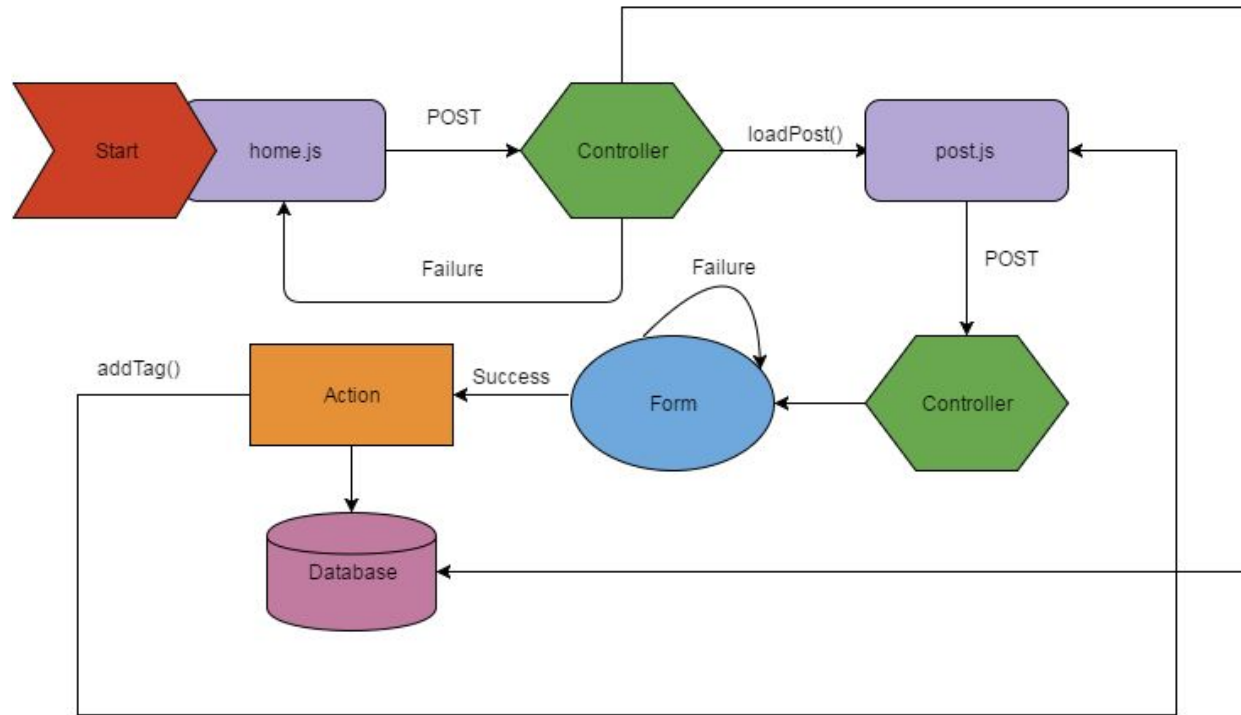 Start
home.js
POST
Controller
loadPost()
post.js
Failure
Failure
POST
addTag()
Action
Success
Form
Controller
Database